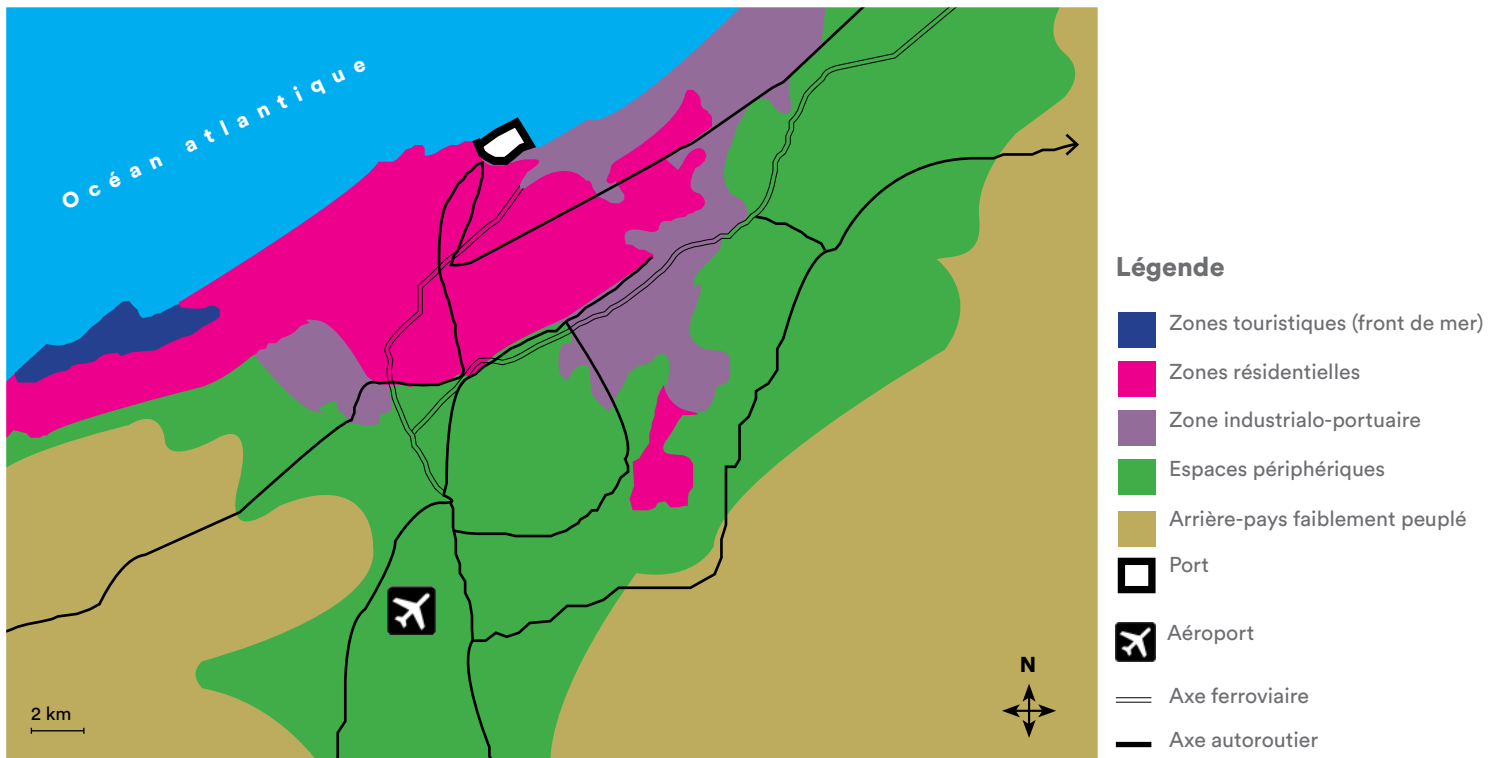 Océan atlantique
2 km
N
Légende
Zones touristiques (front de mer)
Zones résidentielles
Zone industrialo-portuaire
Espaces périphériques
Arrière-pays faiblement peuplé
Port
Aéroport
Axe ferroviaire
Axe autoroutier